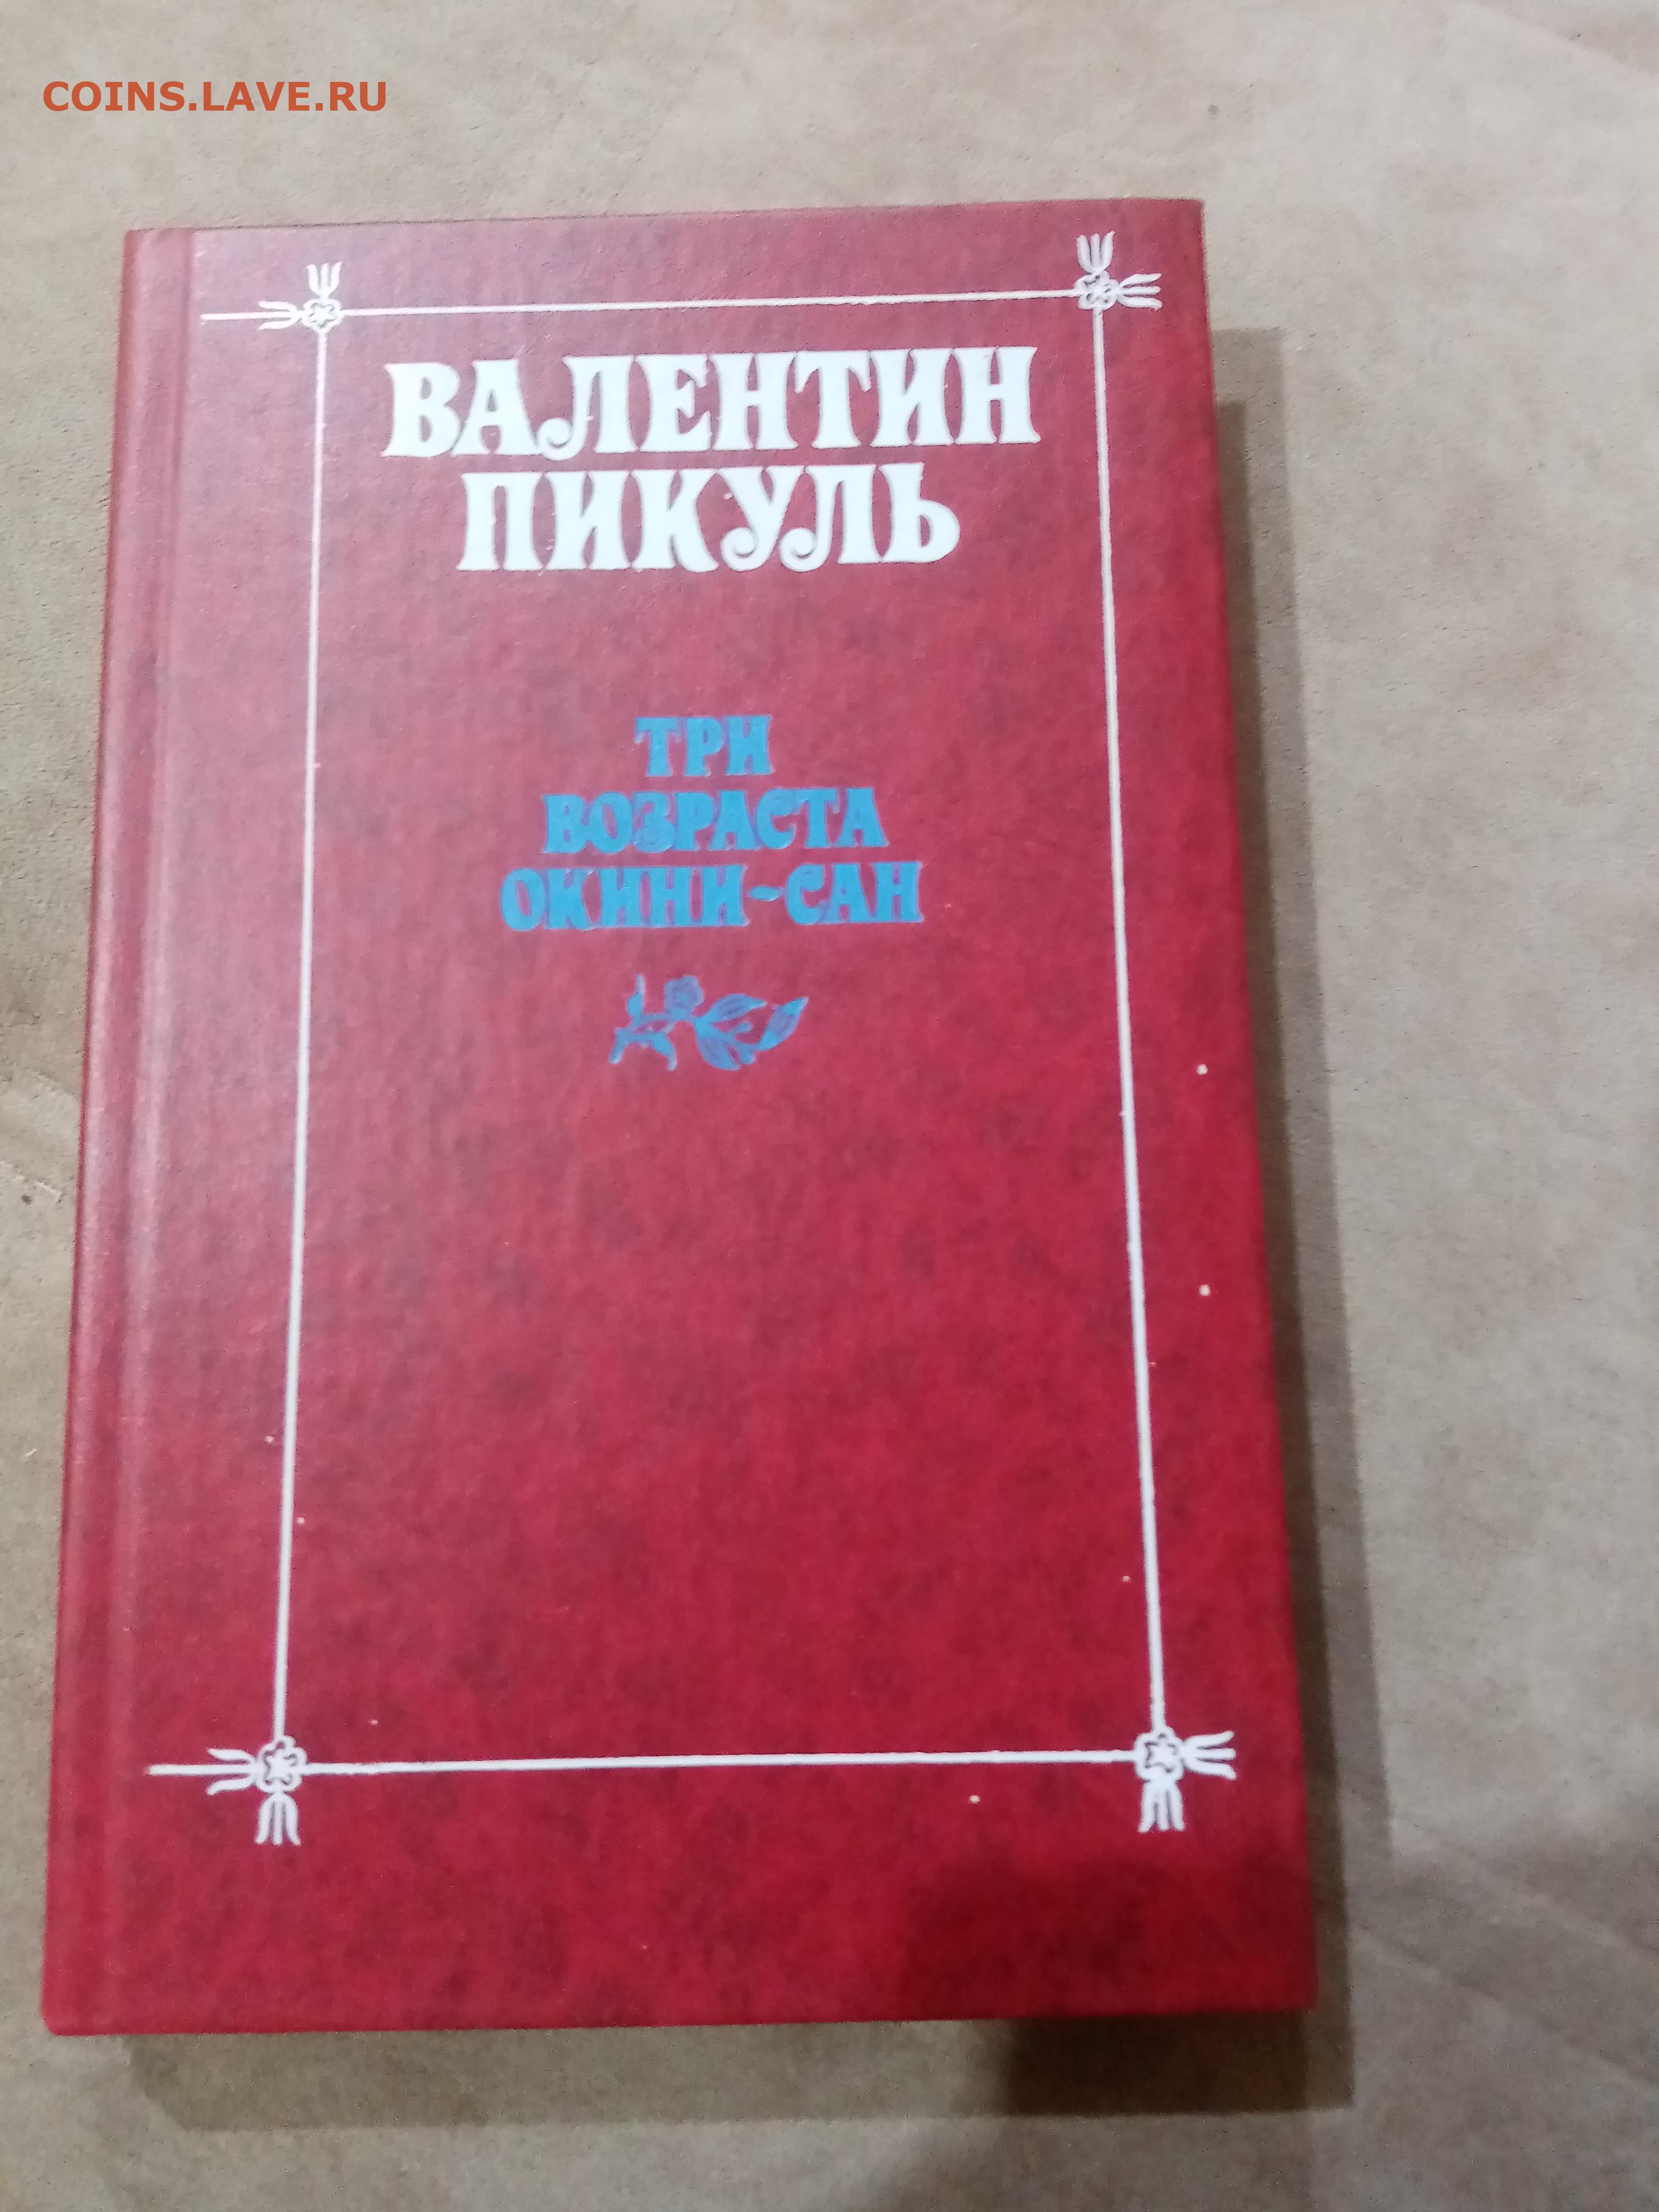 COINS.LAVE.RU
ВАЛЕНТИН
ПИКУЛЬ
ТРИ
ВОЗРАСТА
ОКИНИ-САН